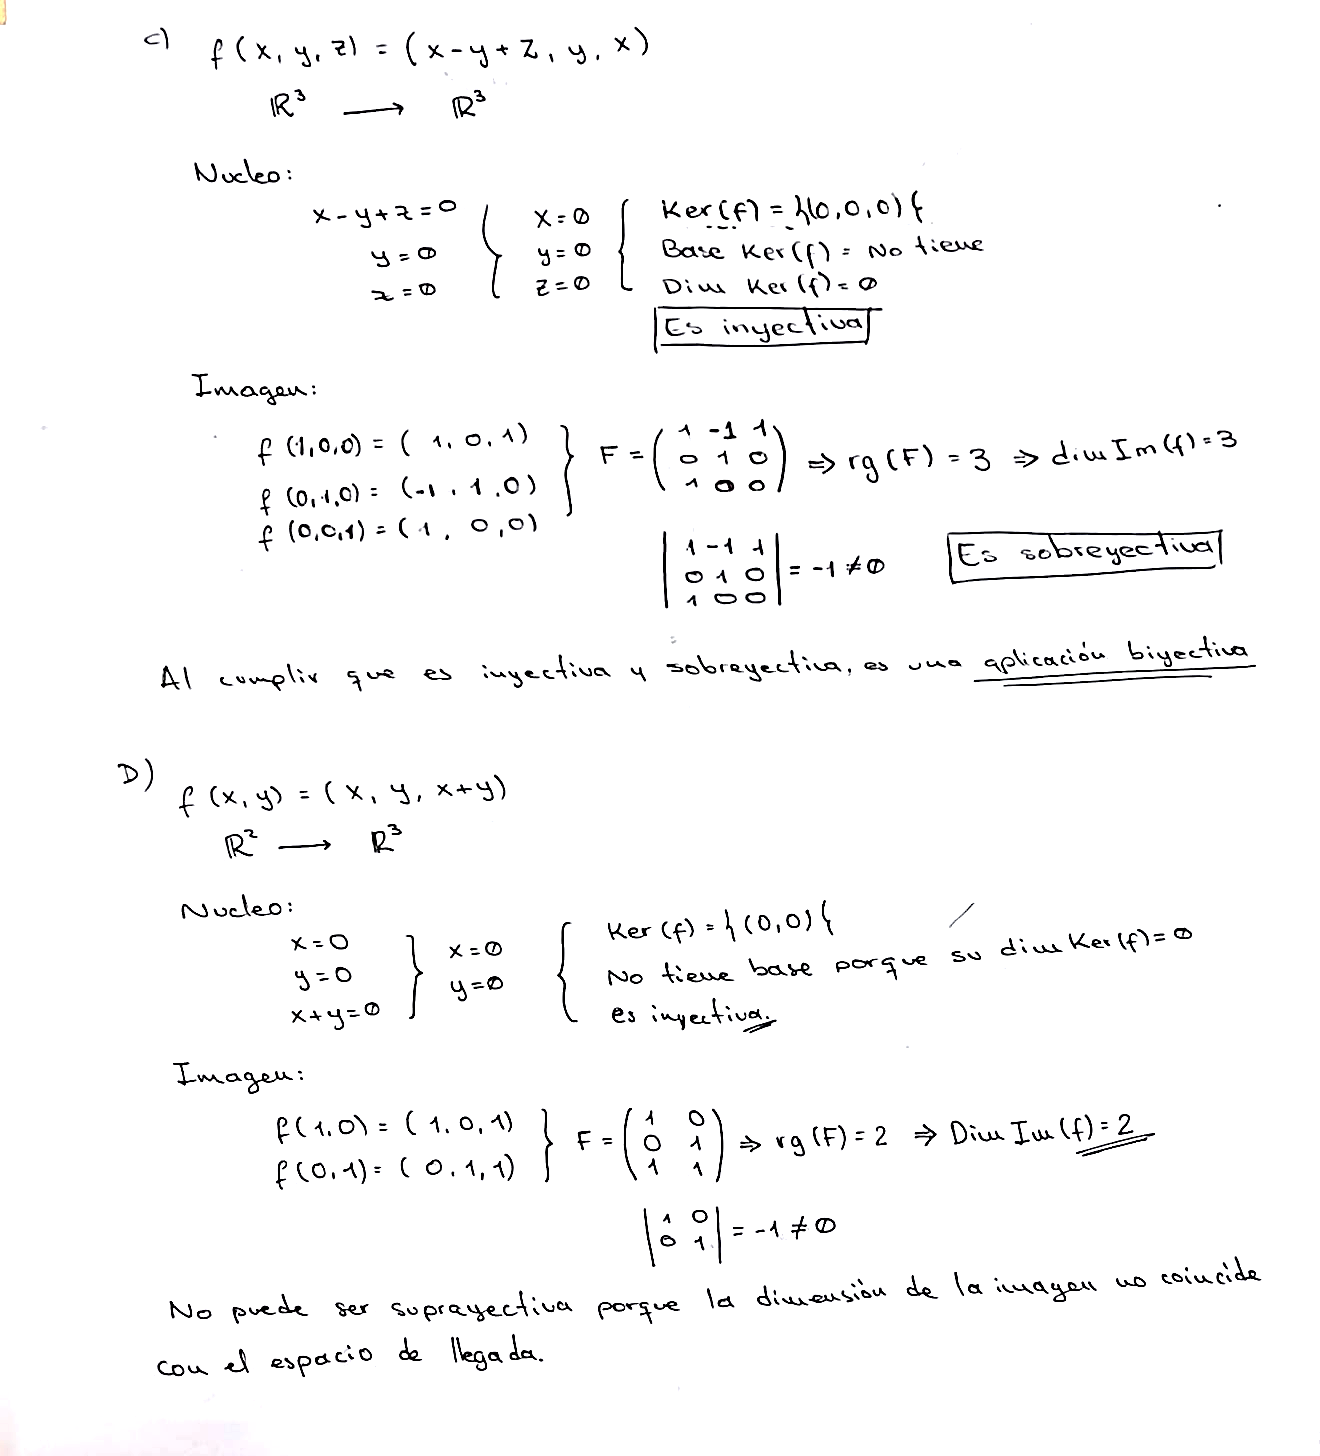 c) f(x, y, z) = (x-y+z, y, x)
ℝ³ ⟶ ℝ³
Nucleo:
x-y+z=0 } x=0 { Ker(f) = }(0,0,0){
y=0 y=0 Base Ker(f) = No tiene
x=0 z=0 Dim Ker(f)=0
Es inyectiva
Imagen:
f(1,0,0) = (1,0,1)
f(0,1,0) = (-1,1,0) } F = (1 -1 1; 0 1 0; 1 0 0) ⇒ rg(F) = 3 ⇒ dim Im(f)=3
f(0,0,1) = (1,0,0)
|1 -1 1; 0 1 0; 1 0 0| = -1 ≠ 0 Es sobreyectiva
Al cumplir que es inyectiva y sobreyectiva, es una aplicación biyectiva
D) f(x, y) = (x, y, x+y)
ℝ² ⟶ ℝ³
Nucleo:
x=0 } x=0 { Ker(f) = }(0,0){
y=0 y=0 No tiene base porque su dim Ker(f)=0
x+y=0 es inyectiva.
Imagen:
f(1,0) = (1,0,1)
f(0,1) = (0,1,1) } F = (1 0; 0 1; 1 1) ⇒ rg(F) = 2 ⇒ Dim Im(f)=2
|1 0; 0 1| = -1 ≠ 0
No puede ser suprayectiva porque la dimensión de la imagen no coincide
con el espacio de llegada.